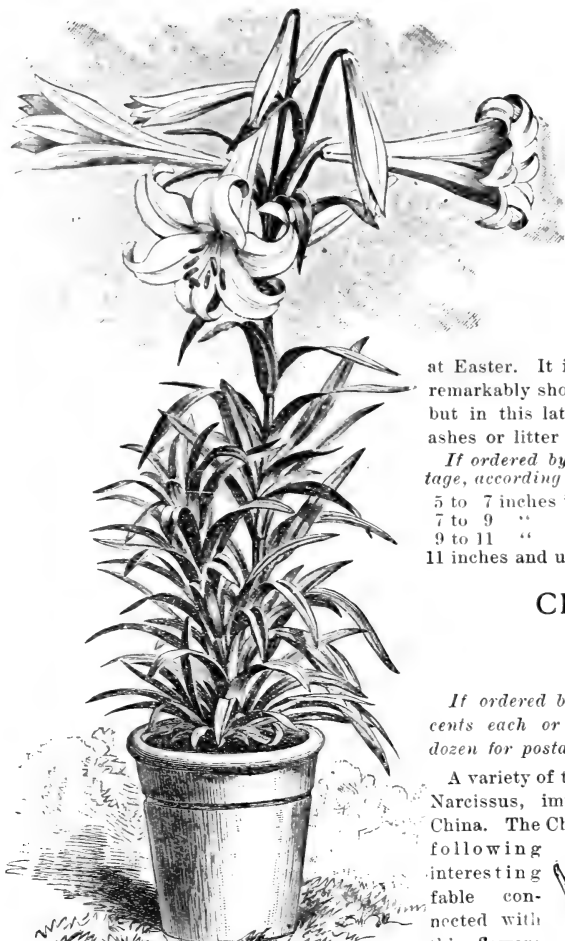 at Easter. It i
remarkably sho
but in this lat
ashes or litter
If ordered by
tage, according
5 to 7 inches
7 to 9 “
9 to 11 “
11 inches and u
If ordered b
cents each or
dozen for posta
A variety of t
Narcissus, im
China. The Ch
following
interesting
fable con-
nected with